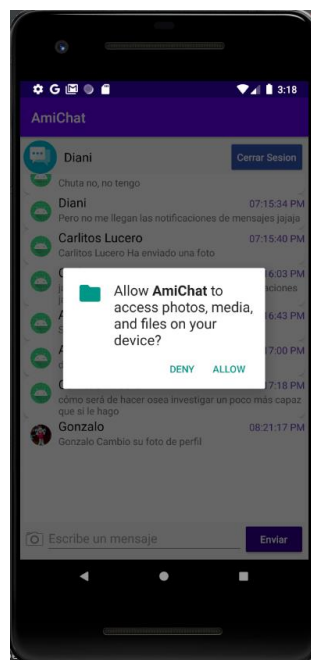 3:18
AmiChat
Diani
Cerrar Sesion
Chuta no, no tengo
Diani
07:15:34 PM
Pero no me llegan las notificaciones de mensajes jajaja
Carlitos Lucero
07:15:40 PM
Carlitos Lucero Ha enviado una foto
6:03 PM
aciones
Allow AmiChat to
access photos, media,
and files on your
device?
DENY
ALLOW
16:43 PM
17:00 PM
17:18 PM
cómo será de hacer osea investigar un poco más capaz
que si le hago
Gonzalo
08:21:17 PM
Gonzalo Cambio su foto de perfil
Escribe un mensaje
Enviar